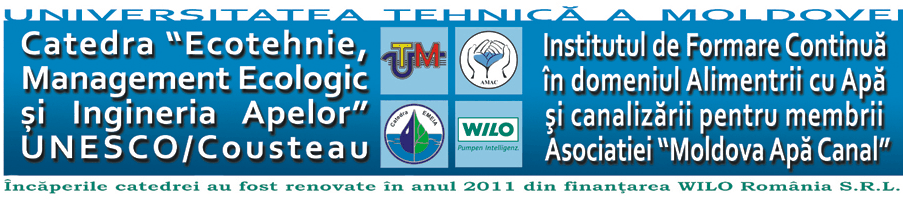 UNIVERSITATEA TEHNICĂ A MOLDOVEI
Catedra “Ecotehnie,
Management Ecologic
și Ingineria Apelor”
UNESCO/Cousteau
UTM
AMAC
Catedra EMEIA
WILO
Pumpen Intelligenz.
Institutul de Formare Continuă
în domeniul Alimentrii cu Apă
şi canalizării pentru membrii
Asociatiei “Moldova Apă Canal”
Încăperile catedrei au fost renovate în anul 2011 din finanţarea WILO România S.R.L.